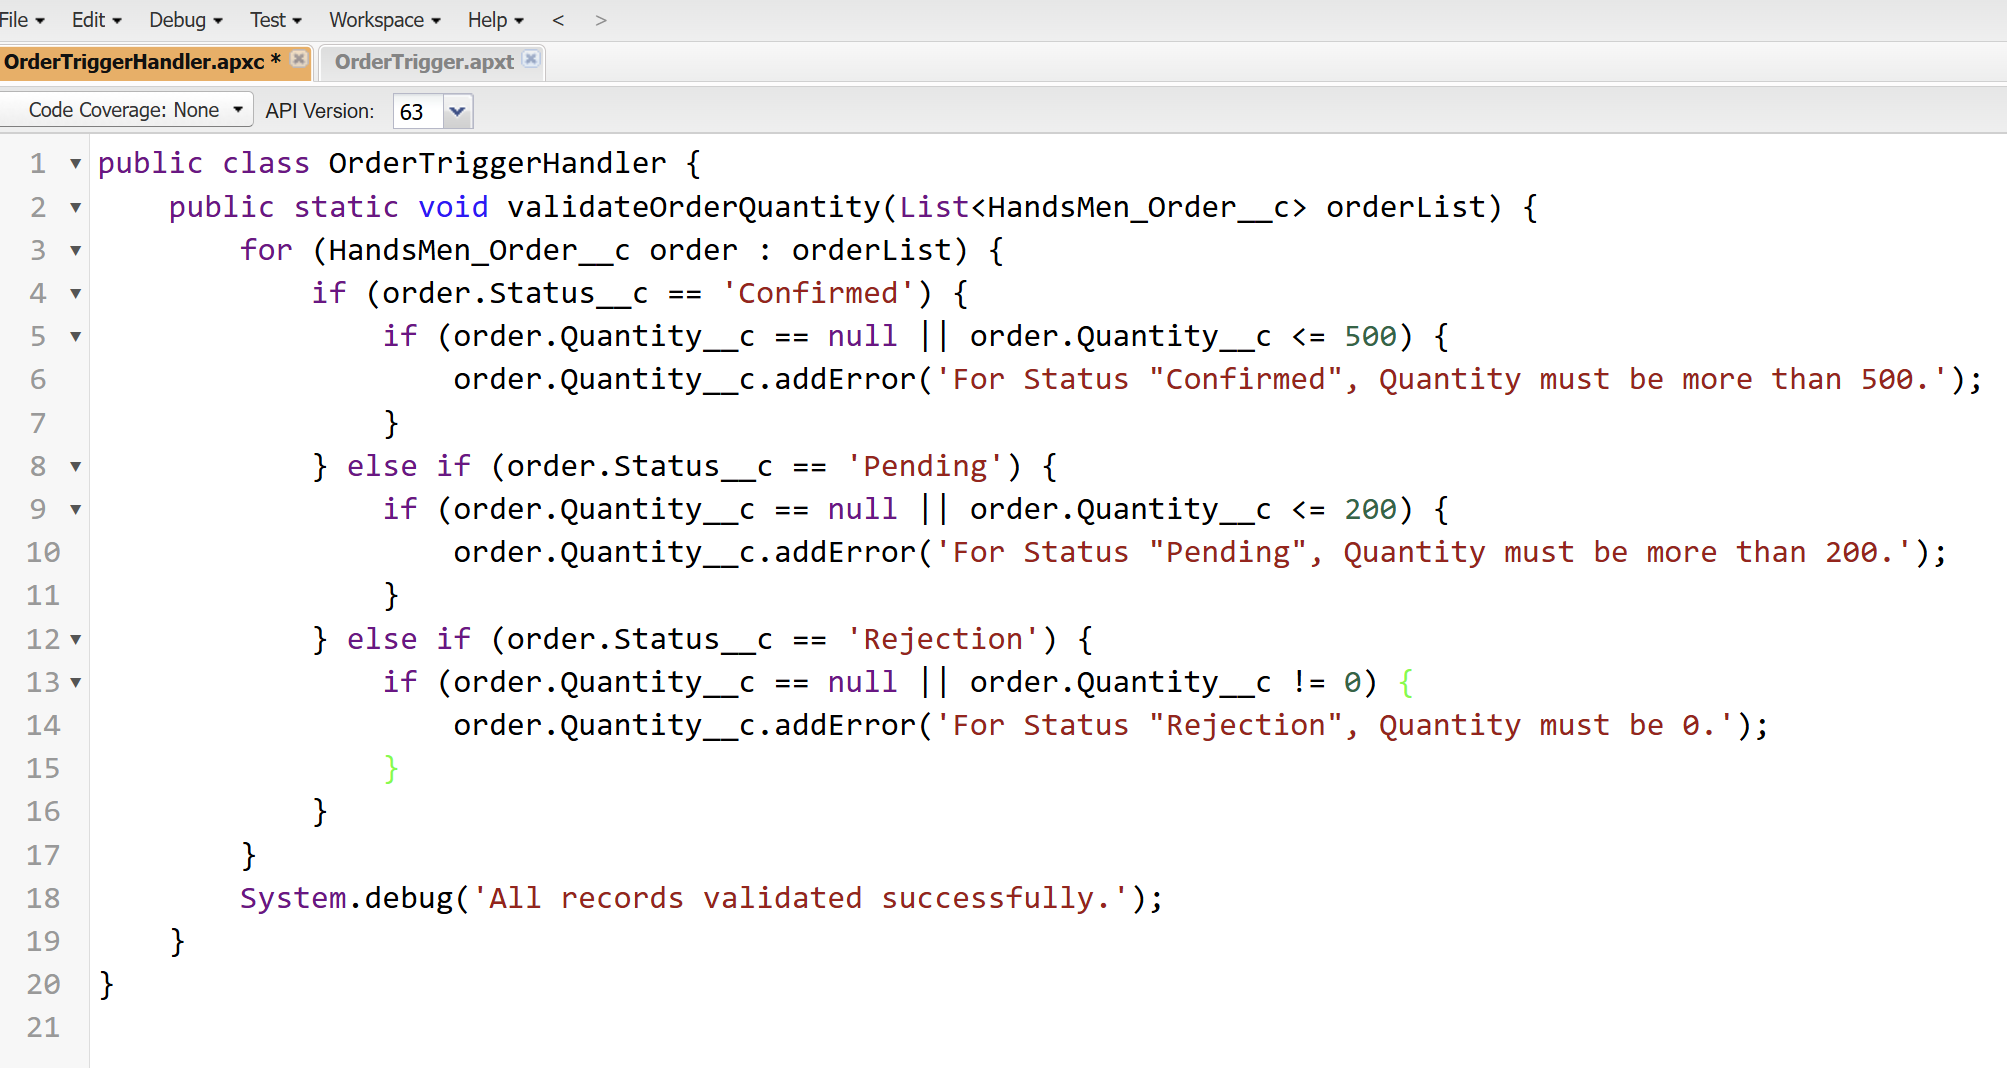 File Edit Debug Test Workspace Help < >
OrderTriggerHandler.apxc * OrderTrigger.apxt
Code Coverage: None API Version: 63
1 public class OrderTriggerHandler {
2     public static void validateOrderQuantity(List<HandsMen_Order__c> orderList) {
3         for (HandsMen_Order__c order : orderList) {
4             if (order.Status__c == 'Confirmed') {
5                 if (order.Quantity__c == null || order.Quantity__c <= 500) {
6                     order.Quantity__c.addError('For Status "Confirmed", Quantity must be more than 500.');
7                 }
8             } else if (order.Status__c == 'Pending') {
9                 if (order.Quantity__c == null || order.Quantity__c <= 200) {
10                     order.Quantity__c.addError('For Status "Pending", Quantity must be more than 200.');
11                 }
12             } else if (order.Status__c == 'Rejection') {
13                 if (order.Quantity__c == null || order.Quantity__c != 0) {
14                     order.Quantity__c.addError('For Status "Rejection", Quantity must be 0.');
15                 }
16             }
17         }
18         System.debug('All records validated successfully.');
19     }
20 }
21